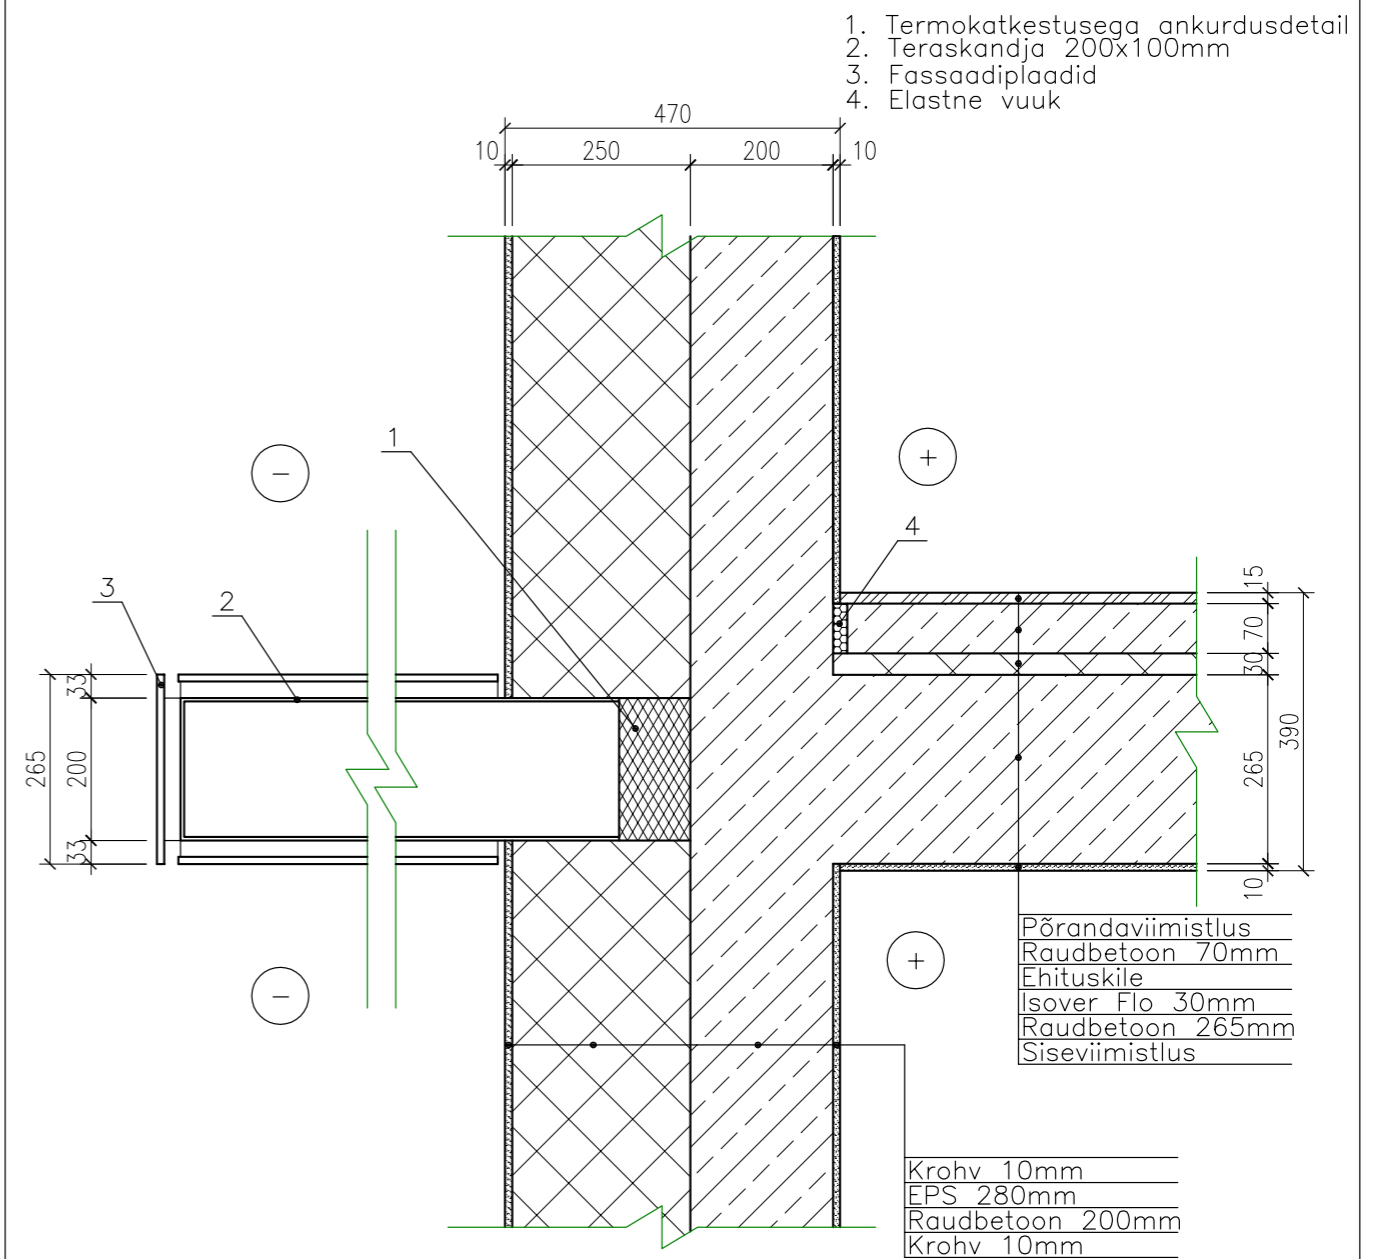 1. Termokatkestusega ankurdusdetail
2. Teraskandja 200x100mm
3. Fassaadiplaadid
4. Elastne vuuk
470
10 250 200 10
1
4
3
2
+
−
15
70
30
265
10
390
33
200
33
265
−
+
Põrandaviimistlus
Raudbetoon 70mm
Ehituskile
Isover Flo 30mm
Raudbetoon 265mm
Siseviimistlus
Krohv 10mm
EPS 280mm
Raudbetoon 200mm
Krohv 10mm